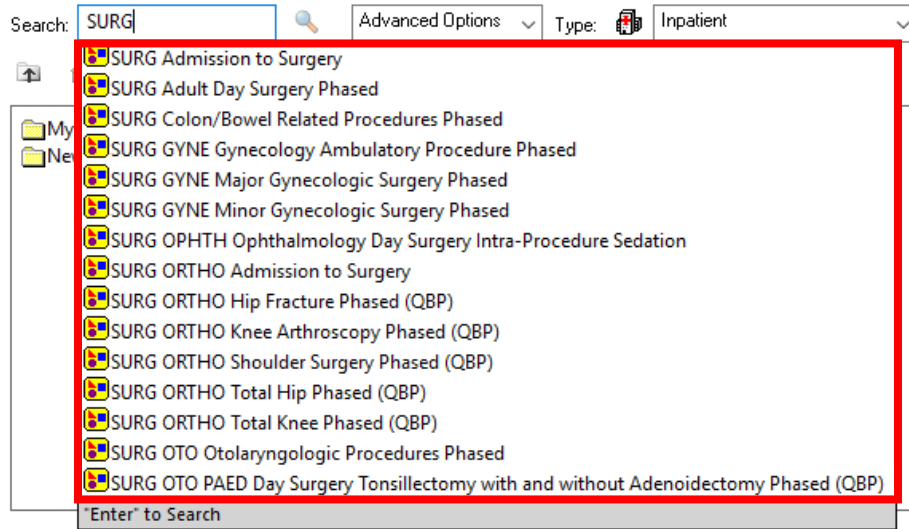 Search: SURG Advanced Options Type: Inpatient
SURG Admission to Surgery
SURG Adult Day Surgery Phased
SURG Colon/Bowel Related Procedures Phased
My
SURG GYNE Gynecology Ambulatory Procedure Phased
Ne
SURG GYNE Major Gynecologic Surgery Phased
SURG GYNE Minor Gynecologic Surgery Phased
SURG OPHTH Ophthalmology Day Surgery Intra-Procedure Sedation
SURG ORTHO Admission to Surgery
SURG ORTHO Hip Fracture Phased (QBP)
SURG ORTHO Knee Arthroscopy Phased (QBP)
SURG ORTHO Shoulder Surgery Phased (QBP)
SURG ORTHO Total Hip Phased (QBP)
SURG ORTHO Total Knee Phased (QBP)
SURG OTO Otolaryngologic Procedures Phased
SURG OTO PAED Day Surgery Tonsillectomy with and without Adenoidectomy Phased (QBP)
"Enter" to Search